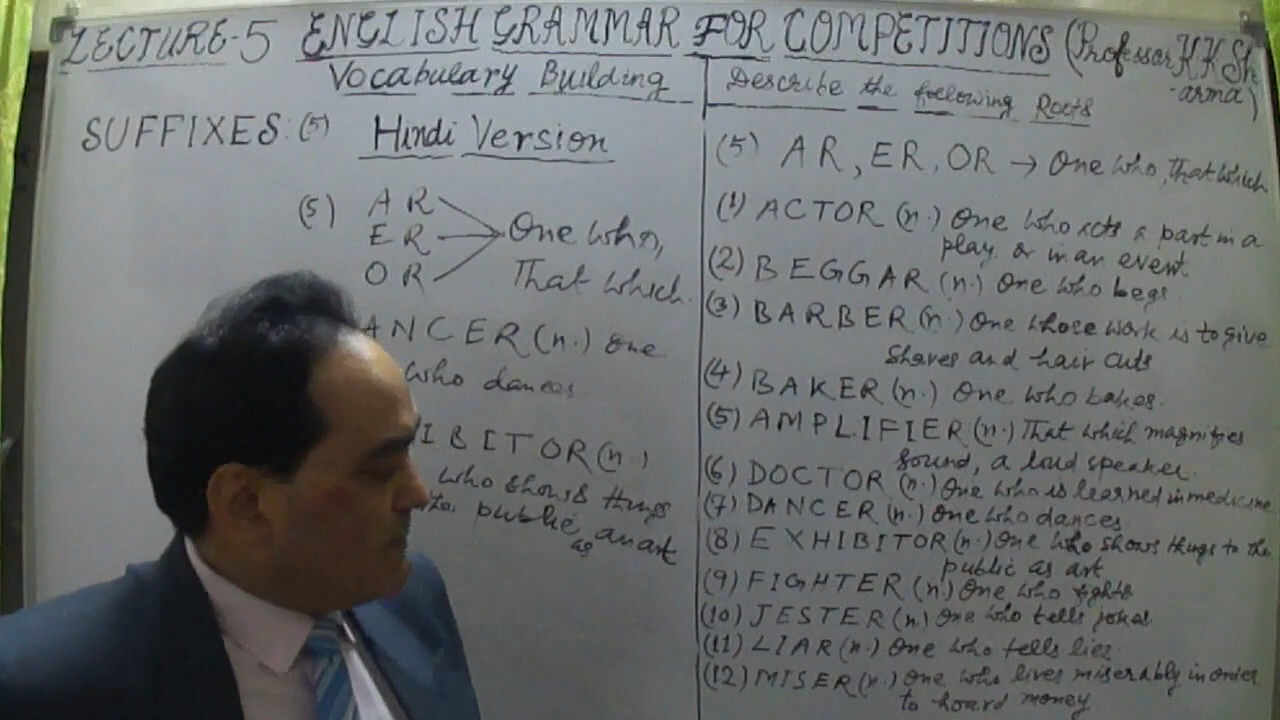 LECTURE-5 ENGLISH GRAMMAR FOR COMPETITIONS (Professor KK Sh
arma)
Vocabulary Building
SUFFIXES: (5) Hindi Version
(5) AR
ER
OR
One who,
That which.
ANCER (n.) One
who dances
IBITOR (n.)
who shows things
public as an art
Describe the following Roots
(5) AR, ER, OR → One who, That which
(1) ACTOR (n.) One who acts a part in a
play or in an event.
(2) BEGGAR (n.) One who begs.
(3) BARBER (n.) One whose work is to give
Shaves and hair cuts
(4) BAKER (n.) One who bakes.
(5) AMPLIFIER (n.) That which magnifies
sound, a loud speaker.
(6) DOCTOR (n.) One who is learned in medicine
(7) DANCER (n.) One who dances
(8) EXHIBITOR (n.) One who shows things to the
public as art
(9) FIGHTER (n.) One who fights
(10) JESTER (n.) One who tells jokes
(11) LIAR (n.) One who tells lies.
(12) MISER (n.) One who lives miserably in order
to hoard money